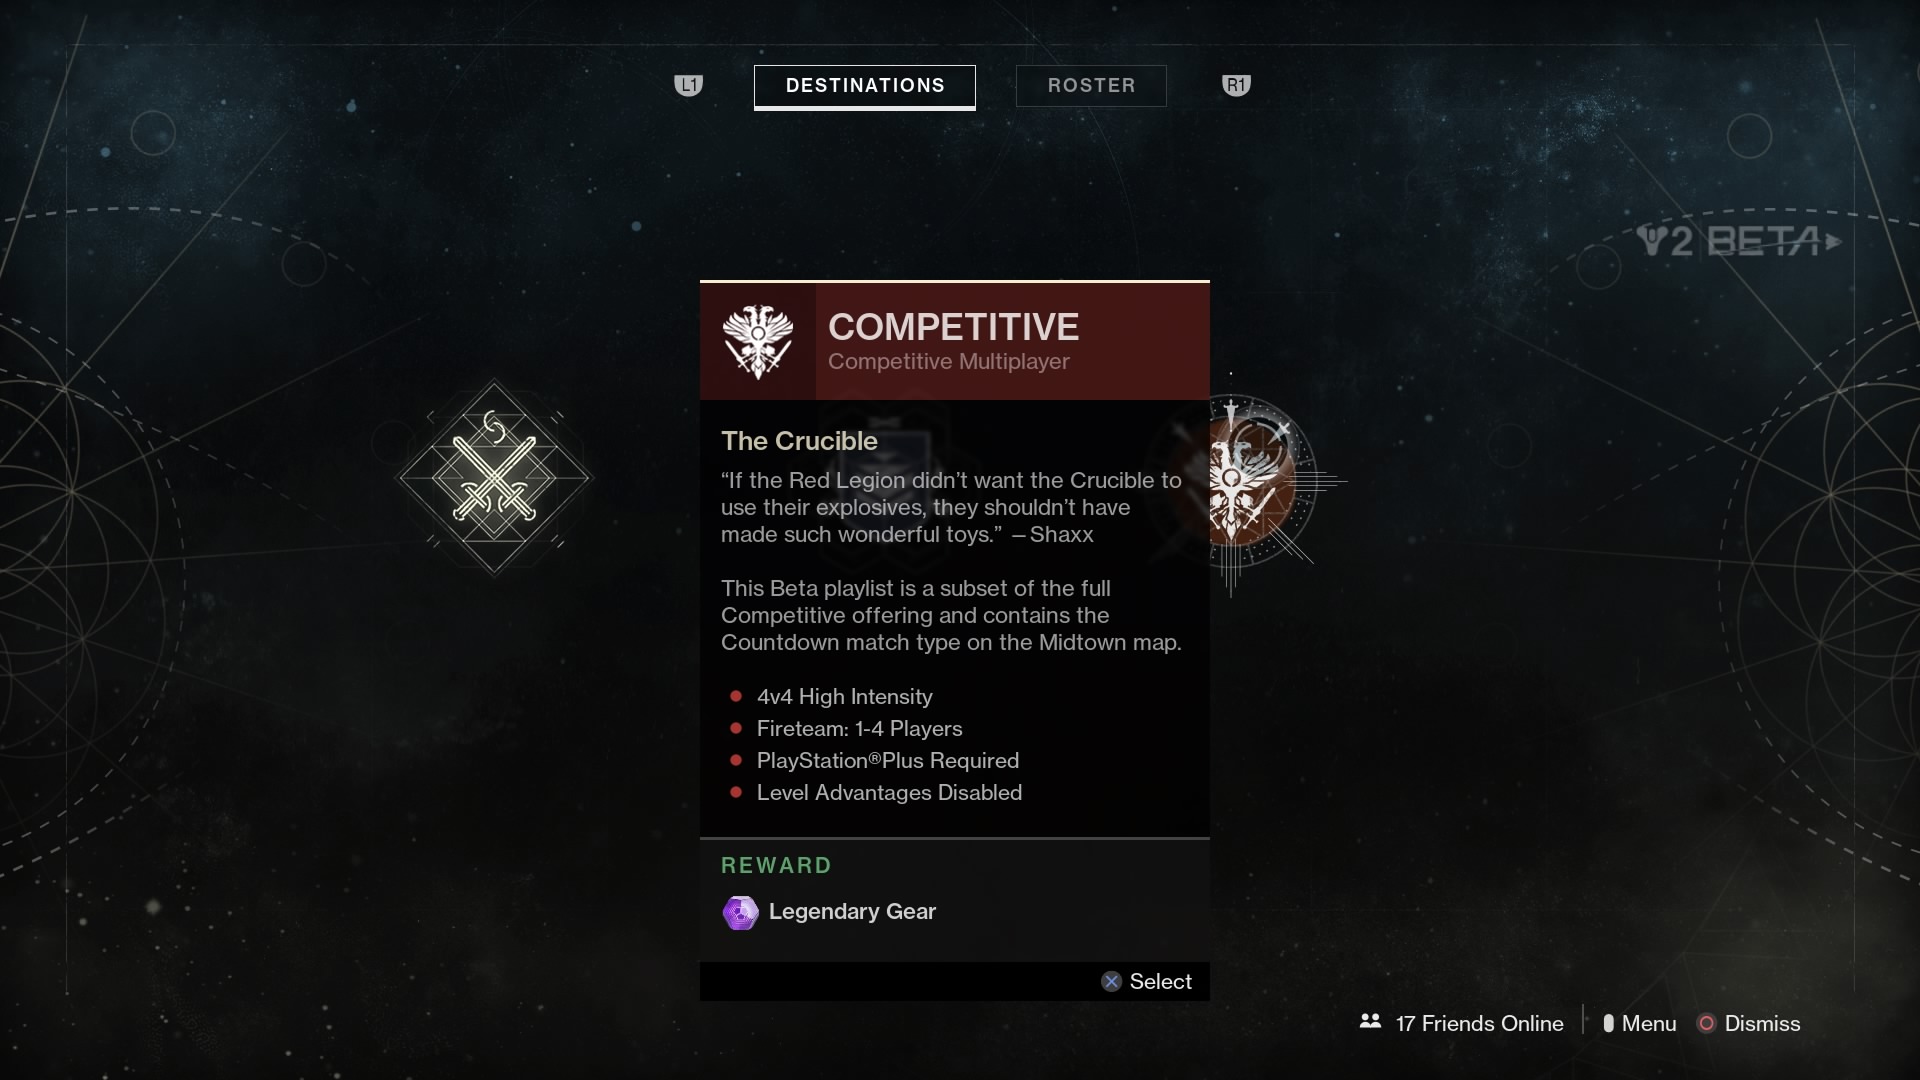 L1
DESTINATIONS
ROSTER
R1
2 BETA
COMPETITIVE
Competitive Multiplayer
The Crucible
“If the Red Legion didn’t want the Crucible to
use their explosives, they shouldn’t have
made such wonderful toys.” —Shaxx
This Beta playlist is a subset of the full
Competitive offering and contains the
Countdown match type on the Midtown map.
4v4 High Intensity
Fireteam: 1-4 Players
PlayStation®Plus Required
Level Advantages Disabled
REWARD
Legendary Gear
Select
17 Friends Online
Menu
Dismiss